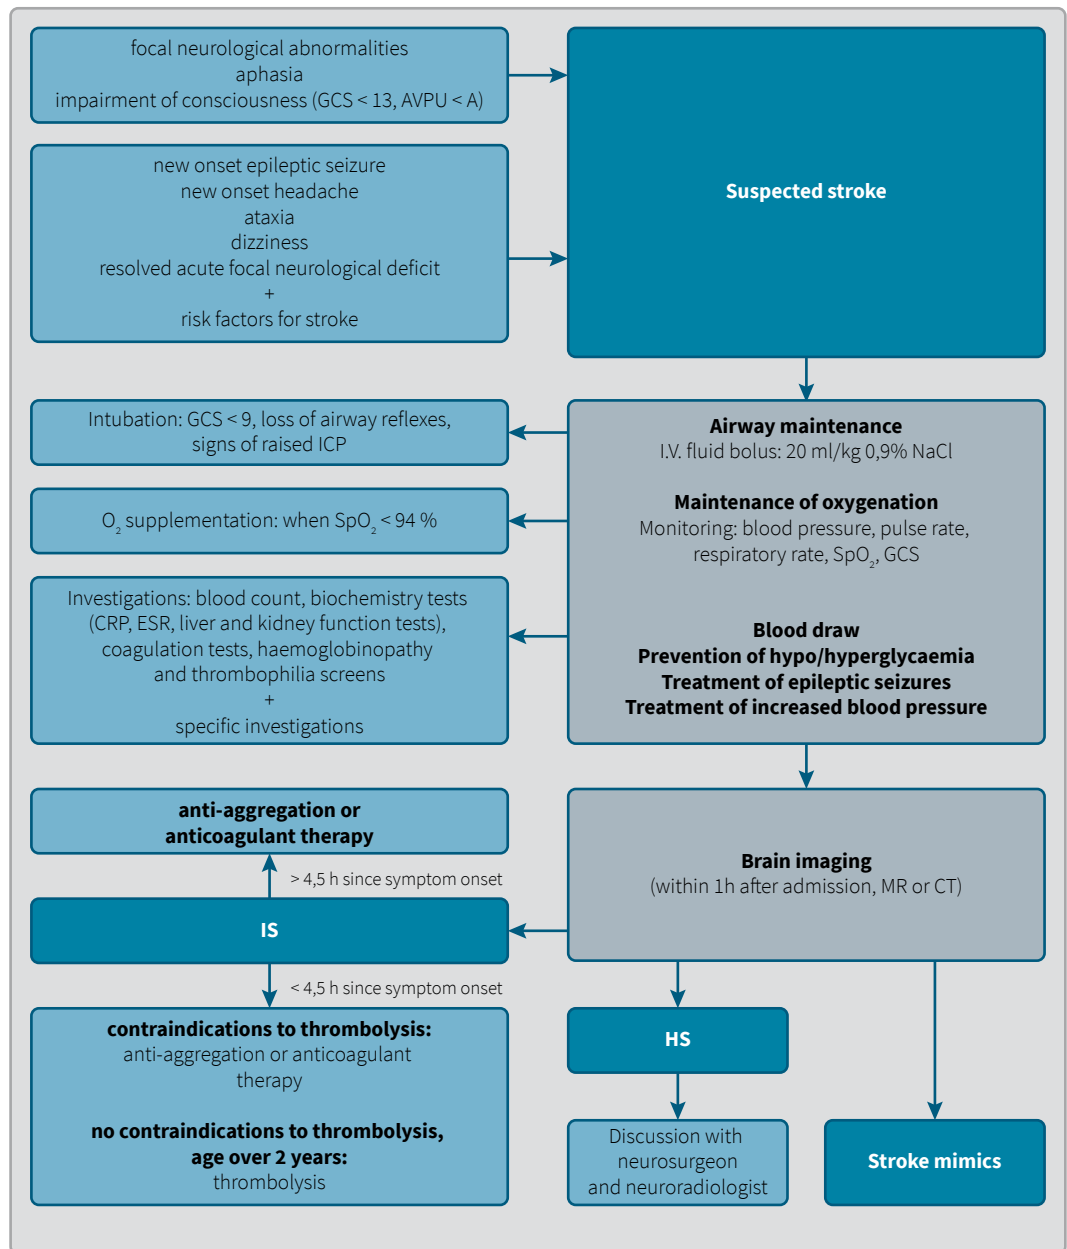 focal neurological abnormalities
aphasia
impairment of consciousness (GCS < 13, AVPU < A)
new onset epileptic seizure
new onset headache
ataxia
dizziness
resolved acute focal neurological deficit
+
risk factors for stroke
Suspected stroke
Intubation: GCS < 9, loss of airway reflexes,
signs of raised ICP
O₂ supplementation: when SpO₂ < 94 %
Investigations: blood count, biochemistry tests
(CRP, ESR, liver and kidney function tests),
coagulation tests, haemoglobinopathy
and thrombophilia screens
+
specific investigations
Airway maintenance
I.V. fluid bolus: 20 ml/kg 0,9% NaCl
Maintenance of oxygenation
Monitoring: blood pressure, pulse rate,
respiratory rate, SpO₂, GCS
Blood draw
Prevention of hypo/hyperglycaemia
Treatment of epileptic seizures
Treatment of increased blood pressure
anti-aggregation or
anticoagulant therapy
> 4,5 h since symptom onset
IS
< 4,5 h since symptom onset
contraindications to thrombolysis:
anti-aggregation or anticoagulant
therapy
no contraindications to thrombolysis,
age over 2 years:
thrombolysis
Brain imaging
(within 1h after admission, MR or CT)
HS
Discussion with
neurosurgeon
and neuroradiologist
Stroke mimics